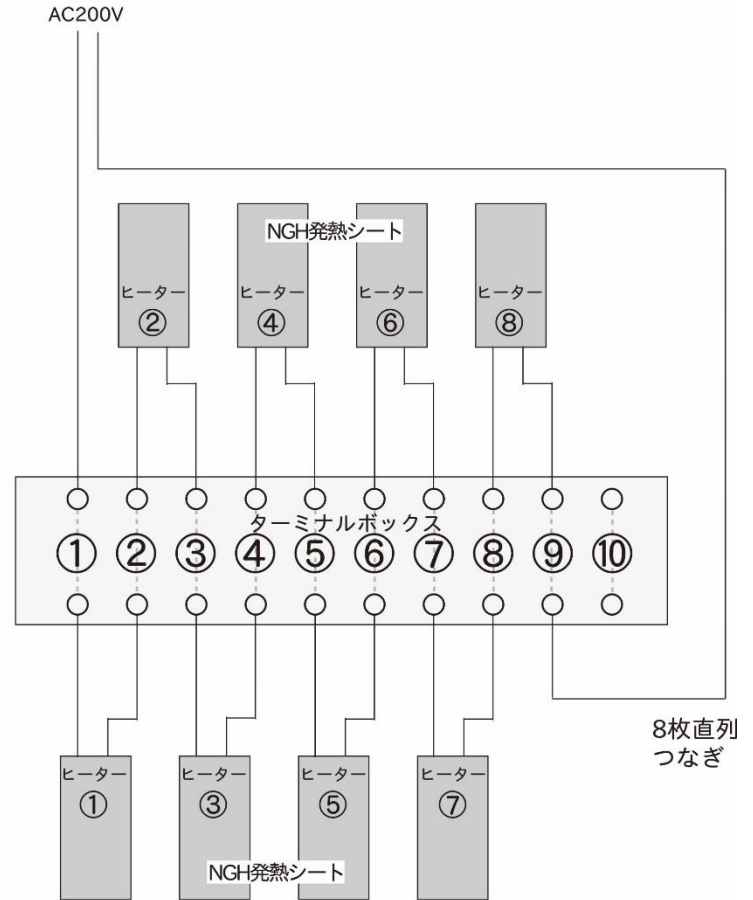 AC200V
NGH発熱シート
ヒーター
②
ヒーター
④
ヒーター
⑥
ヒーター
⑧
ターミナルボックス
① ② ③ ④ ⑤ ⑥ ⑦ ⑧ ⑨ ⑩
8枚直列
つなぎ
ヒーター
①
ヒーター
③
ヒーター
⑤
ヒーター
⑦
NGH発熱シート